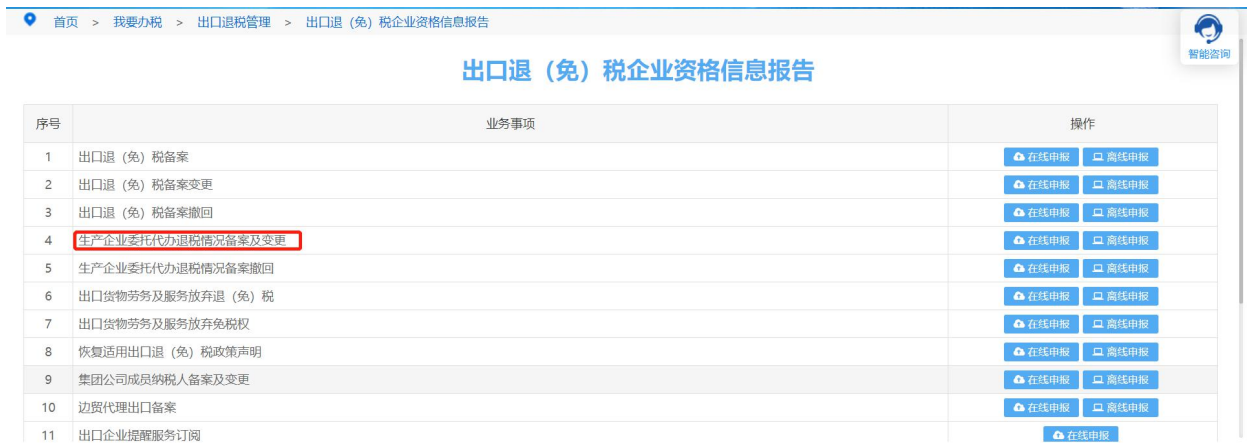 首页 > 我要办税 > 出口退税管理 > 出口退（免）税企业资格信息报告
智能咨询
出口退（免）税企业资格信息报告
序号 业务事项 操作
1 出口退（免）税备案 在线申报 离线申报
2 出口退（免）税备案变更 在线申报 离线申报
3 出口退（免）税备案撤回 在线申报 离线申报
4 生产企业委托代办退税情况备案及变更 在线申报 离线申报
5 生产企业委托代办退税情况备案撤回 在线申报 离线申报
6 出口货物劳务及服务放弃退（免）税 在线申报 离线申报
7 出口货物劳务及服务放弃免税权 在线申报 离线申报
8 恢复适用出口退（免）税政策声明 在线申报 离线申报
9 集团公司成员纳税人备案及变更 在线申报 离线申报
10 边贸代理出口备案 在线申报 离线申报
11 出口企业提醒服务订阅 在线申报